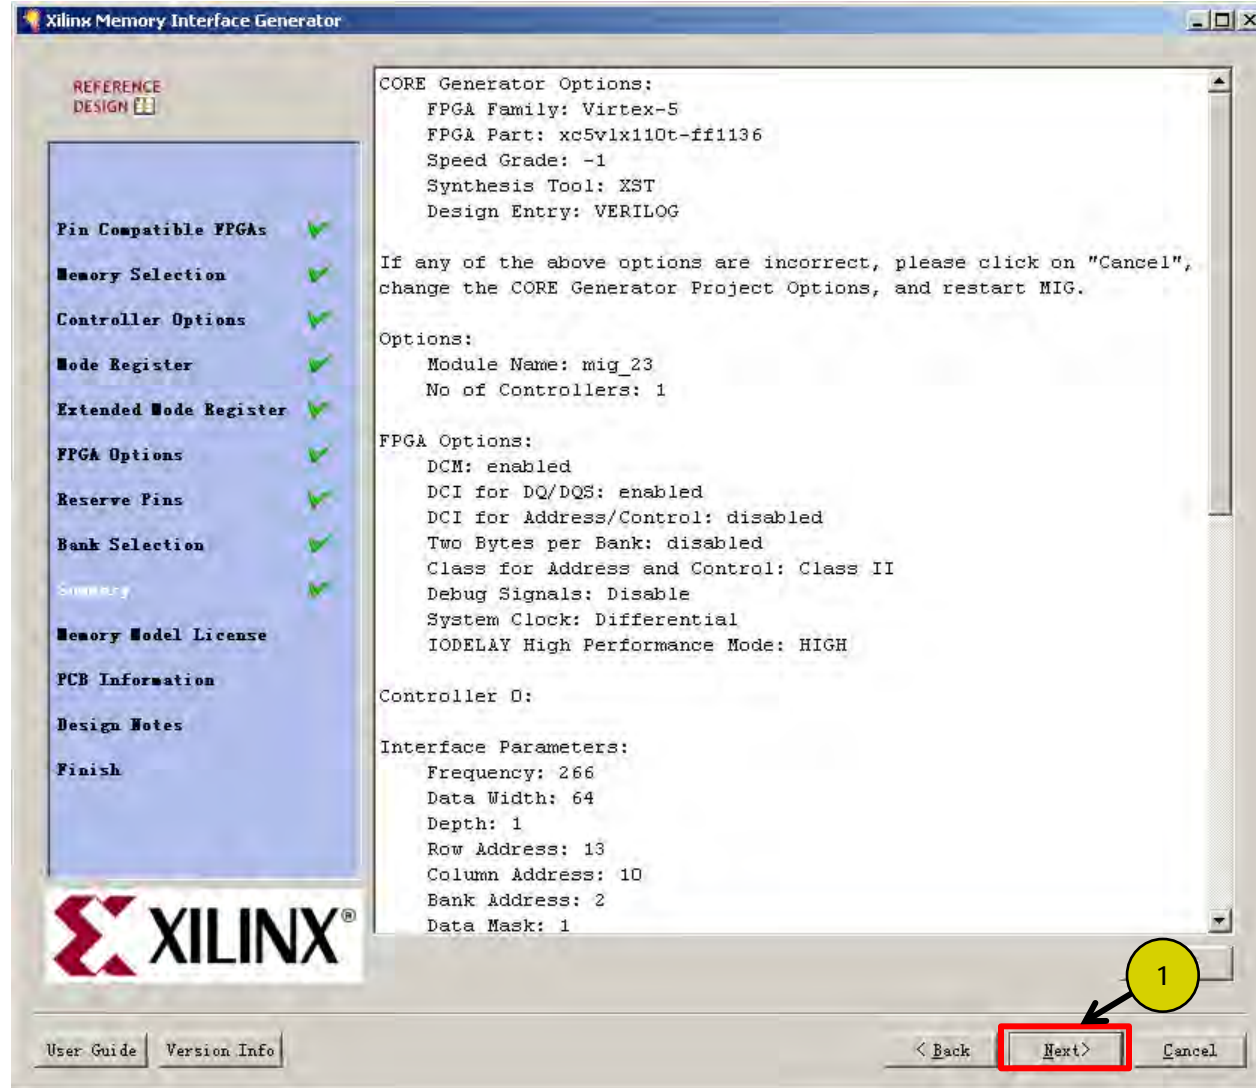 Xilinx Memory Interface Generator
REFERENCE
DESIGN
Pin Compatible FPGAs
Memory Selection
Controller Options
Mode Register
Extended Mode Register
FPGA Options
Reserve Pins
Bank Selection
Summary
Memory Model License
PCB Information
Design Notes
Finish
XILINX®
CORE Generator Options:
FPGA Family: Virtex-5
FPGA Part: xc5vlx110t-ff1136
Speed Grade: -1
Synthesis Tool: XST
Design Entry: VERILOG
If any of the above options are incorrect, please click on "Cancel",
change the CORE Generator Project Options, and restart MIG.
Options:
Module Name: mig_23
No of Controllers: 1
FPGA Options:
DCM: enabled
DCI for DQ/DQS: enabled
DCI for Address/Control: disabled
Two Bytes per Bank: disabled
Class for Address and Control: Class II
Debug Signals: Disable
System Clock: Differential
IODELAY High Performance Mode: HIGH
Controller 0:
Interface Parameters:
Frequency: 266
Data Width: 64
Depth: 1
Row Address: 13
Column Address: 10
Bank Address: 2
Data Mask: 1
1
User Guide
Version Info
< Back
Next>
Cancel